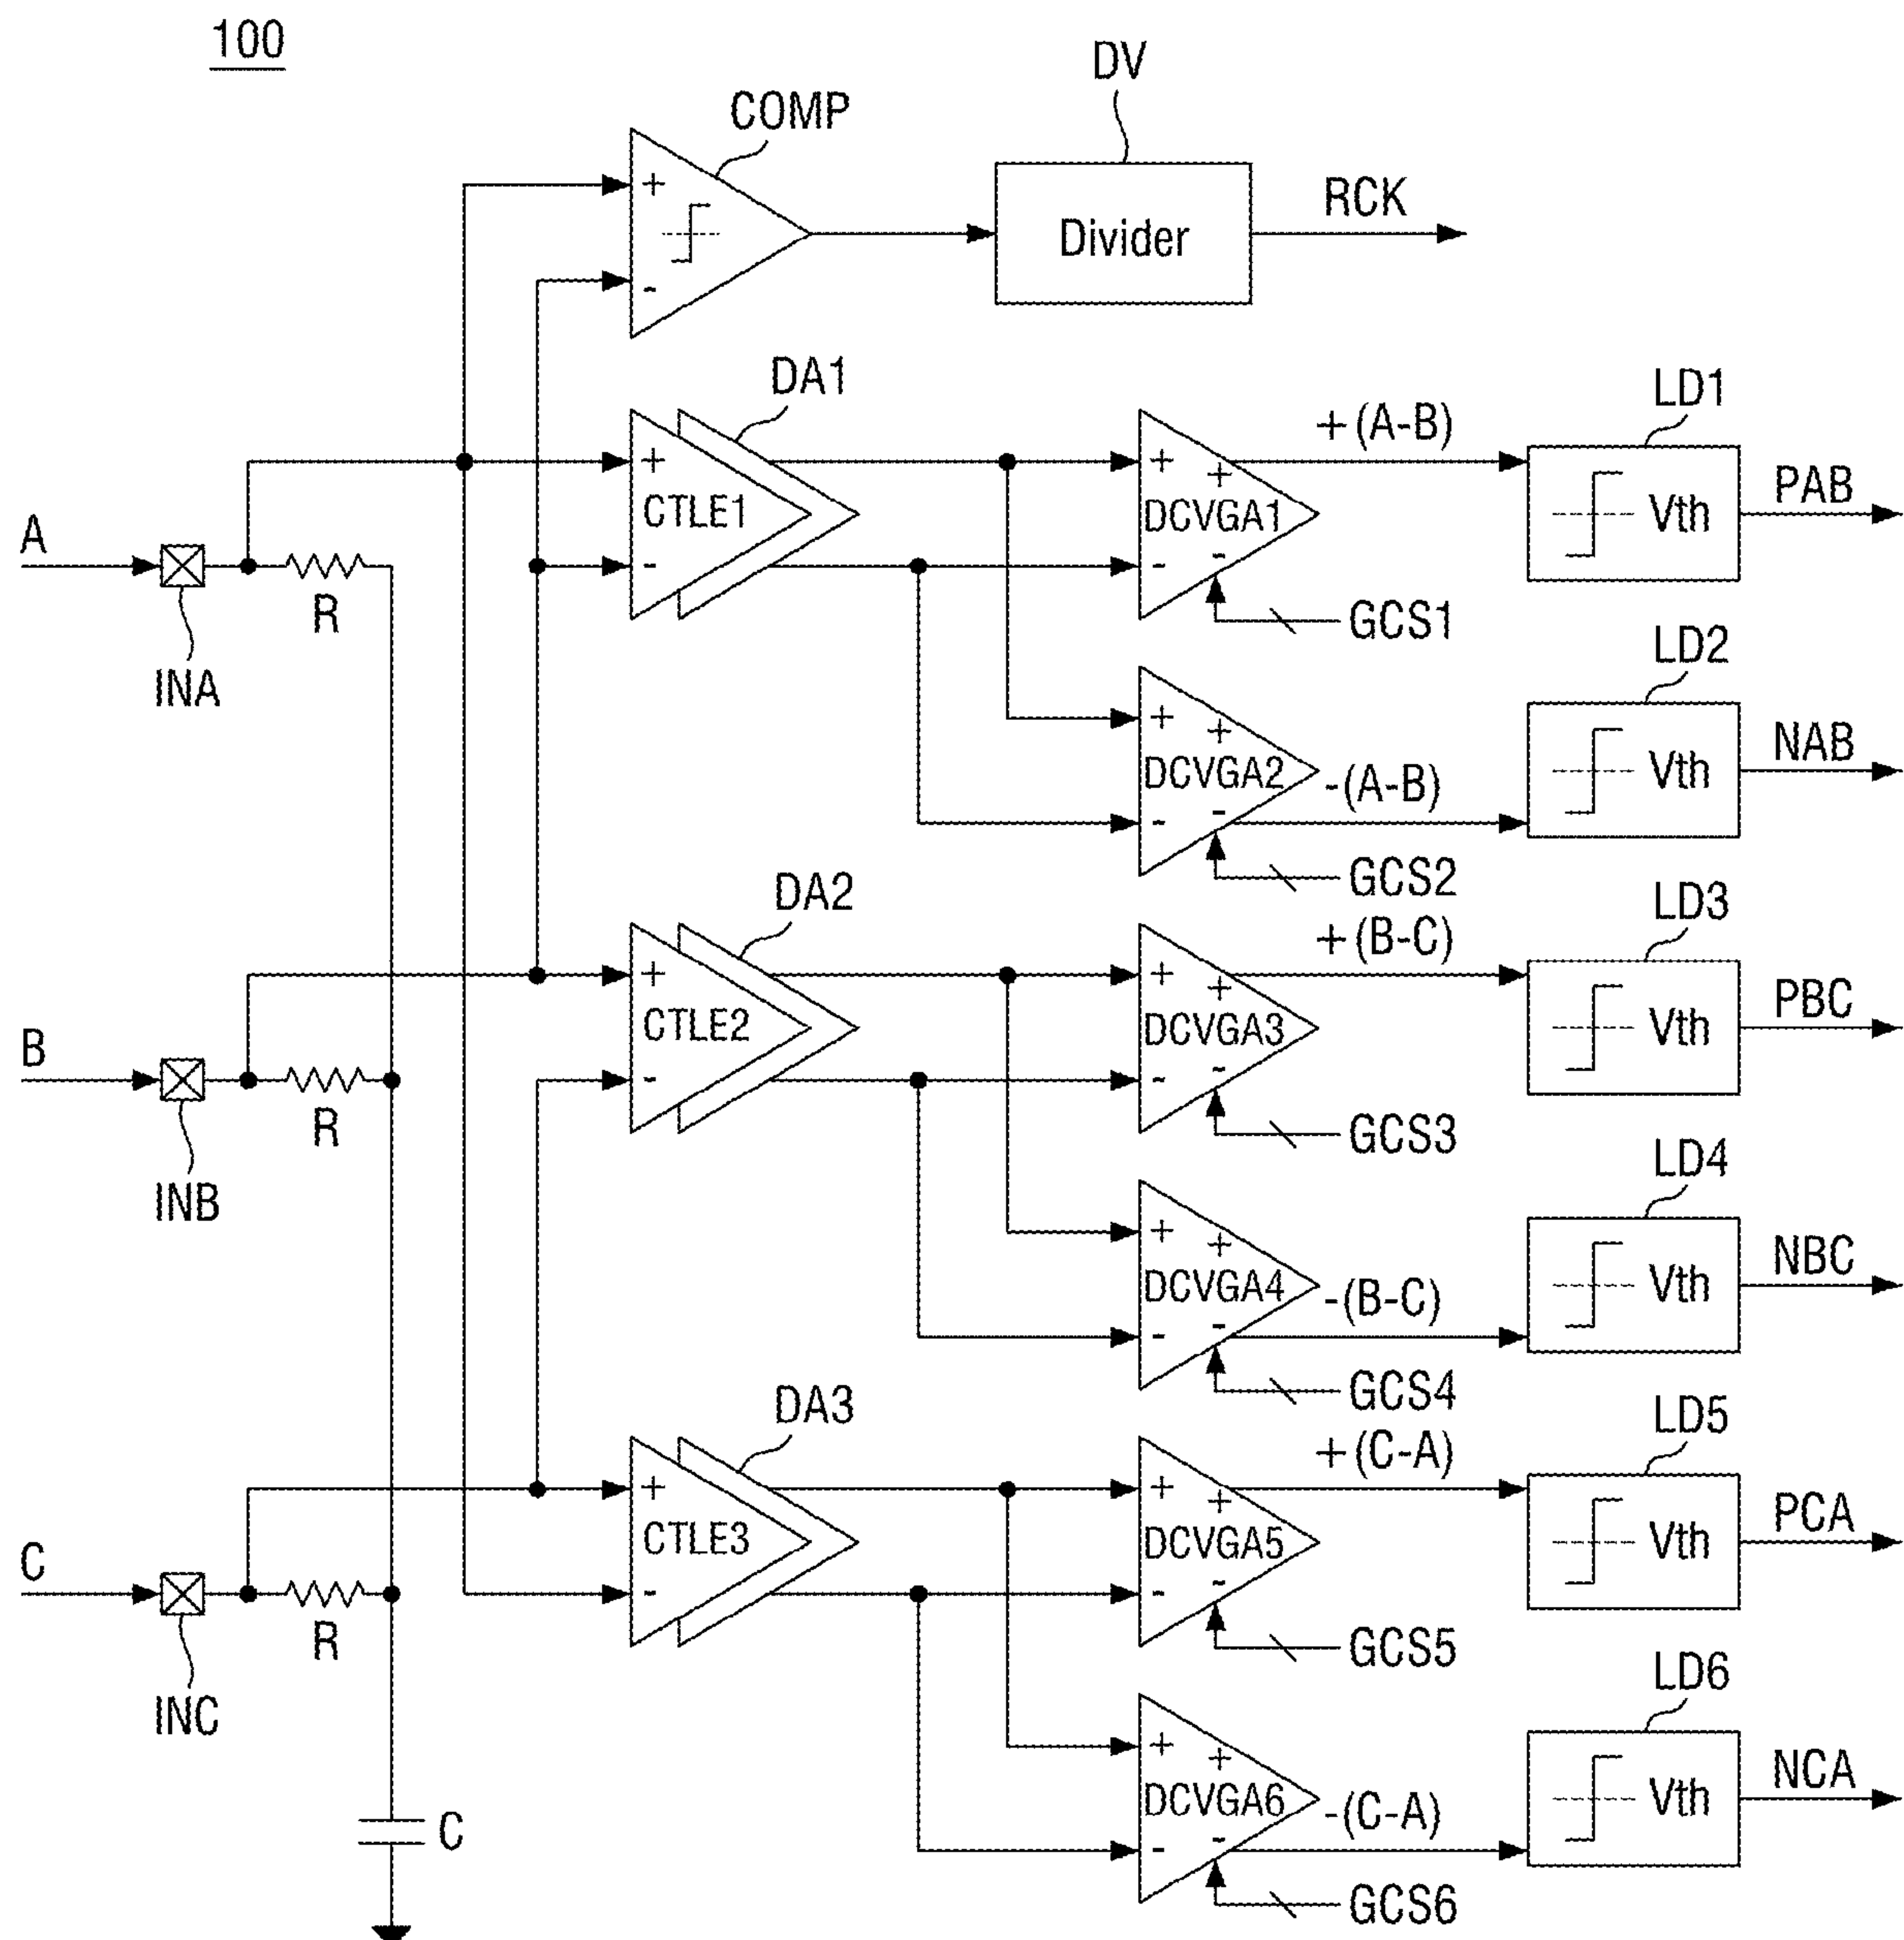 100
DV
COMP
+
-
Divider
RCK
DA1
LD1
+
CTLE1
-
+
+
DCVGA1
-
-
+(A-B)
Vth
PAB
A
R
INA
GCS1
LD2
+
+
DCVGA2
-
-
-(A-B)
Vth
NAB
GCS2
DA2
LD3
+
CTLE2
-
+
+
DCVGA3
-
-
+(B-C)
Vth
PBC
B
R
INB
GCS3
LD4
+
+
DCVGA4
-
-
-(B-C)
Vth
NBC
GCS4
DA3
LD5
+
CTLE3
-
+
+
DCVGA5
-
-
+(C-A)
Vth
PCA
C
R
INC
GCS5
LD6
+
+
DCVGA6
-
-
-(C-A)
Vth
NCA
C
GCS6